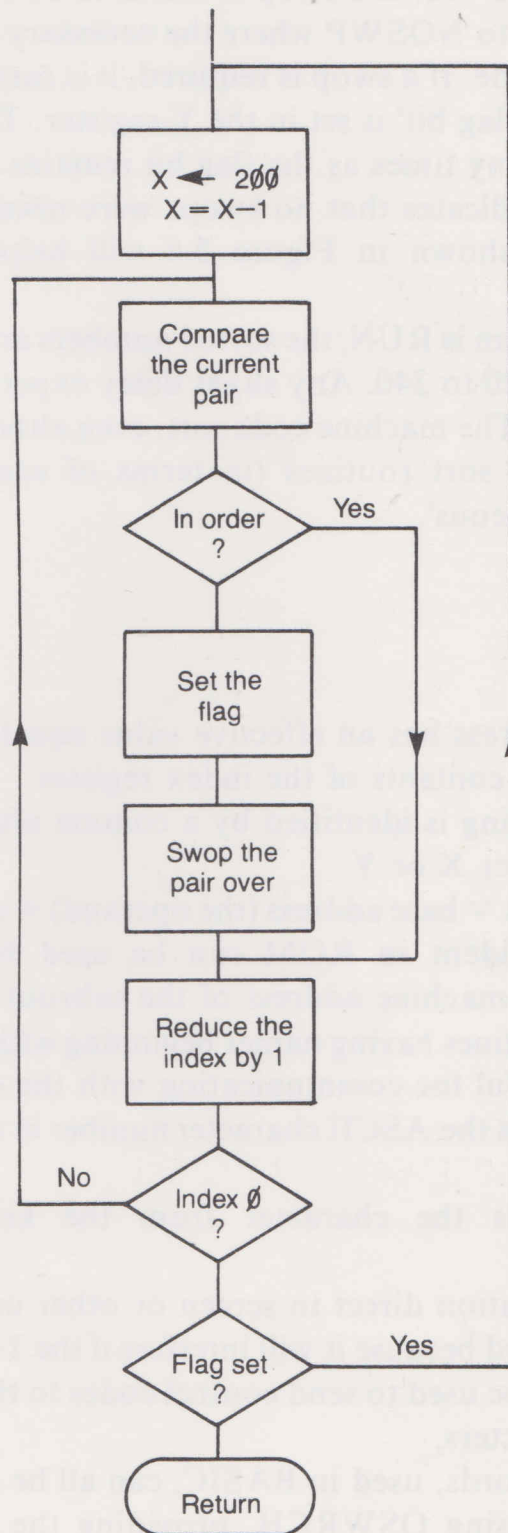 X ← 2ØØ
X = X - 1
Compare
the current
pair
In order
?
Yes
Set the
flag
Swop the
pair over
Reduce the
index by 1
No
Index Ø
?
Flag set
?
Yes
Return